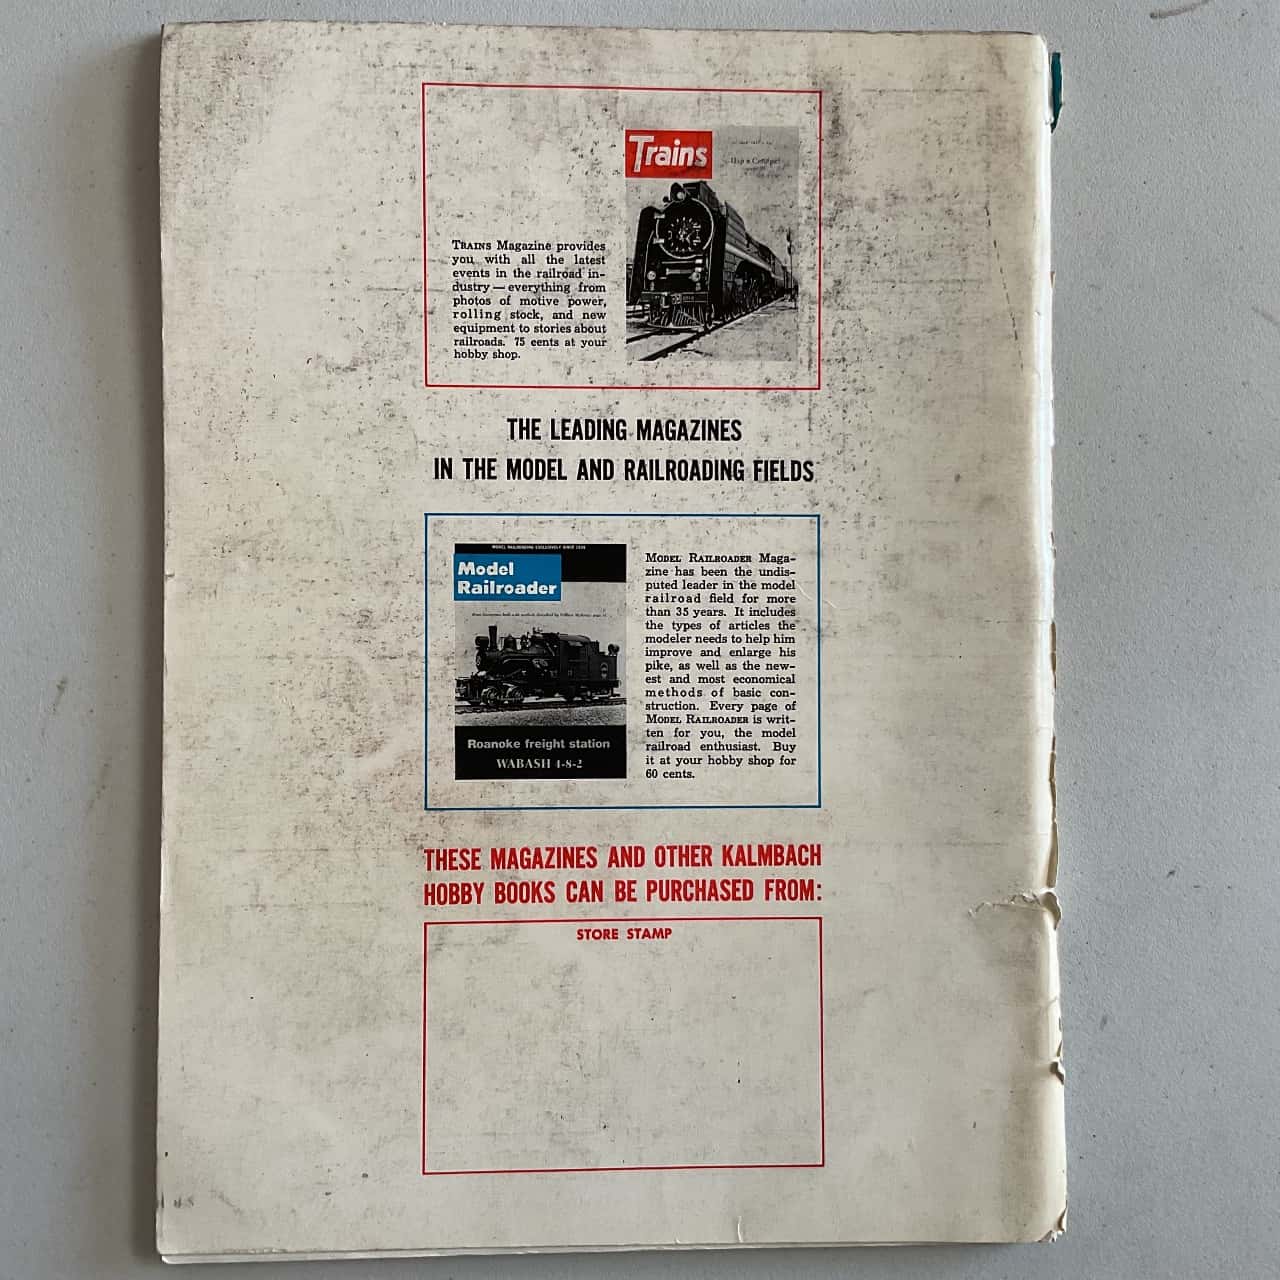 Trains
TRAINS Magazine provides
you with all the latest
events in the railroad in-
dustry — everything from
photos of motive power,
rolling stock, and new
equipment to stories about
railroads. 75 cents at your
hobby shop.
THE LEADING MAGAZINES
IN THE MODEL AND RAILROADING FIELDS
MODEL RAILROADING EXCLUSIVELY SINCE 1934
Model
Railroader
Roanoke freight station
WABASH 4-8-2
MODEL RAILROADER Maga-
zine has been the undis-
puted leader in the model
railroad field for more
than 35 years. It includes
the types of articles the
modeler needs to help him
improve and enlarge his
pike, as well as the new-
est and most economical
methods of basic con-
struction. Every page of
MODEL RAILROADER is writ-
ten for you, the model
railroad enthusiast. Buy
it at your hobby shop for
60 cents.
THESE MAGAZINES AND OTHER KALMBACH
HOBBY BOOKS CAN BE PURCHASED FROM:
STORE STAMP